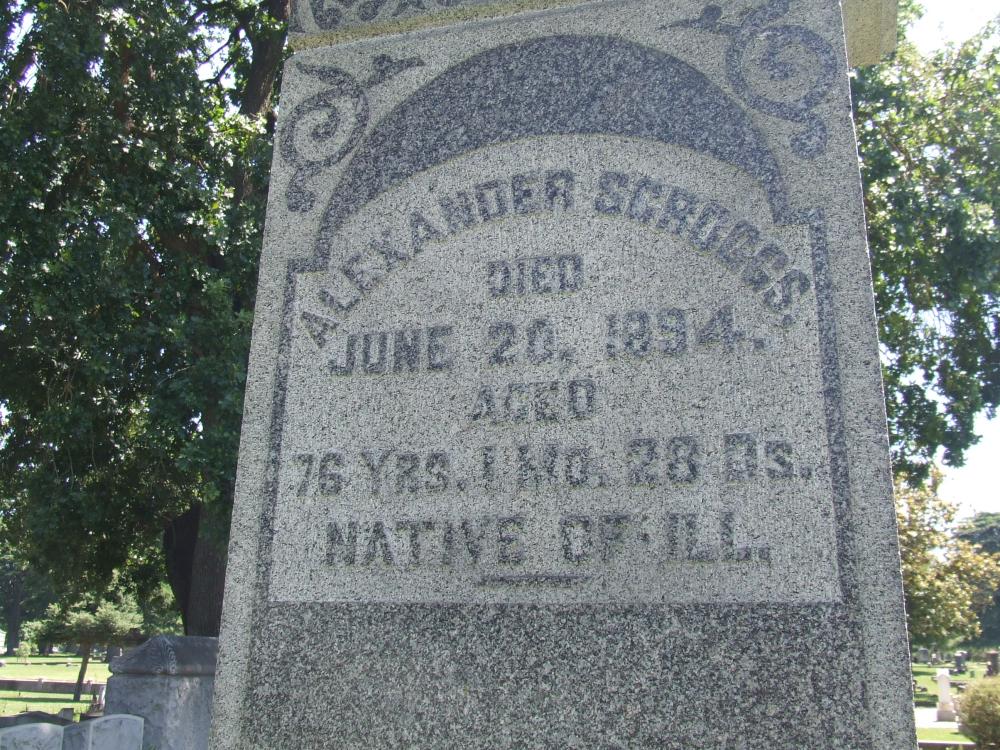 ALEXANDER SCROGGS,
DIED
JUNE 20, 1894.
AGED
76 YRS. 1 MO. 28 DS.
NATIVE OF ILL.